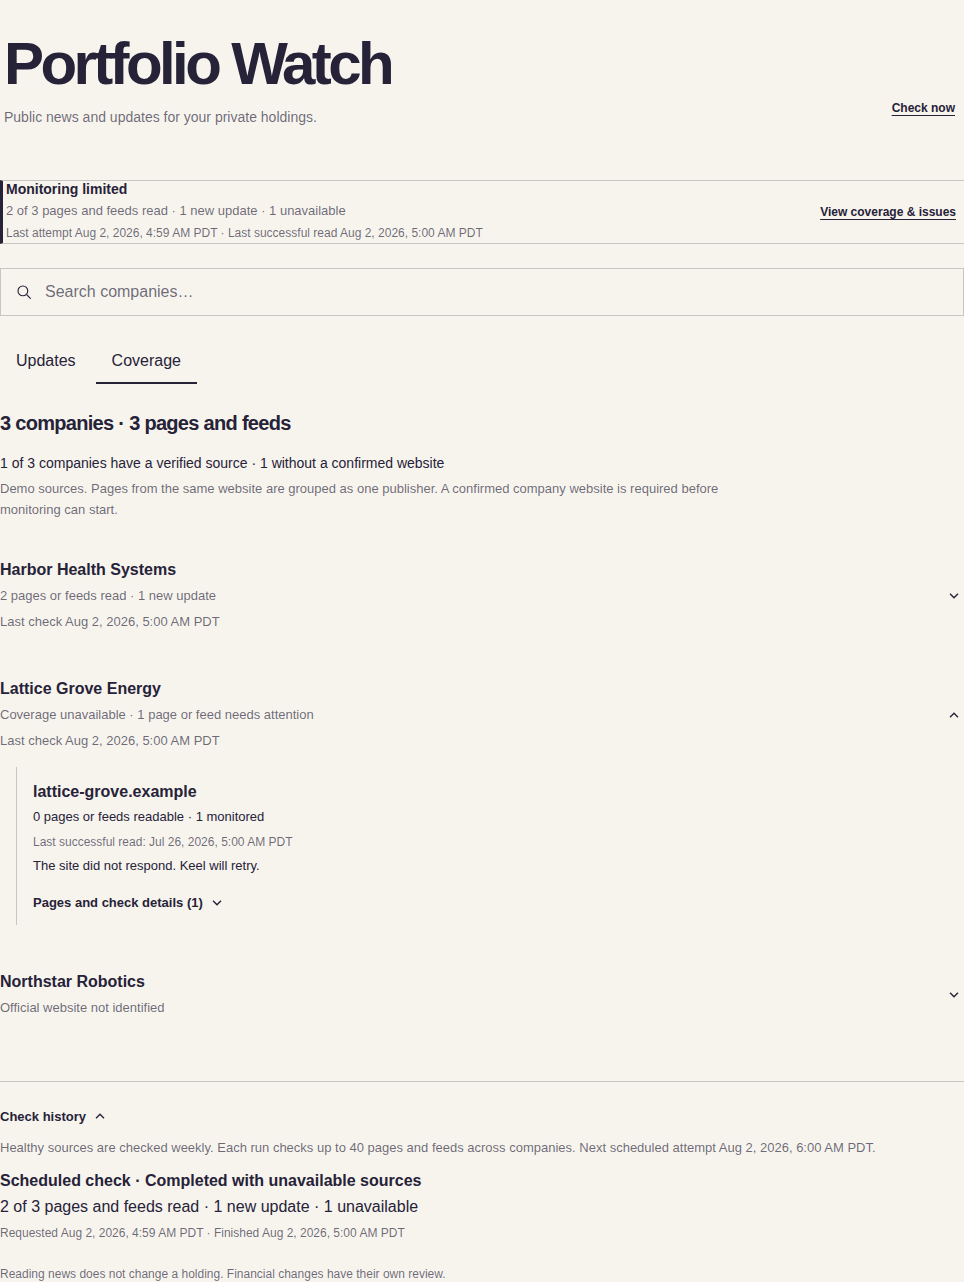 Portfolio Watch
Public news and updates for your private holdings.
Check now
Monitoring limited
2 of 3 pages and feeds read · 1 new update · 1 unavailable
Last attempt Aug 2, 2026, 4:59 AM PDT · Last successful read Aug 2, 2026, 5:00 AM PDT
View coverage & issues
Search companies…
Updates Coverage
3 companies · 3 pages and feeds
1 of 3 companies have a verified source · 1 without a confirmed website
Demo sources. Pages from the same website are grouped as one publisher. A confirmed company website is required before
monitoring can start.
Harbor Health Systems
2 pages or feeds read · 1 new update
Last check Aug 2, 2026, 5:00 AM PDT
Lattice Grove Energy
Coverage unavailable · 1 page or feed needs attention
Last check Aug 2, 2026, 5:00 AM PDT
lattice-grove.example
0 pages or feeds readable · 1 monitored
Last successful read: Jul 26, 2026, 5:00 AM PDT
The site did not respond. Keel will retry.
Pages and check details (1)
Northstar Robotics
Official website not identified
Check history
Healthy sources are checked weekly. Each run checks up to 40 pages and feeds across companies. Next scheduled attempt Aug 2, 2026, 6:00 AM PDT.
Scheduled check · Completed with unavailable sources
2 of 3 pages and feeds read · 1 new update · 1 unavailable
Requested Aug 2, 2026, 4:59 AM PDT · Finished Aug 2, 2026, 5:00 AM PDT
Reading news does not change a holding. Financial changes have their own review.